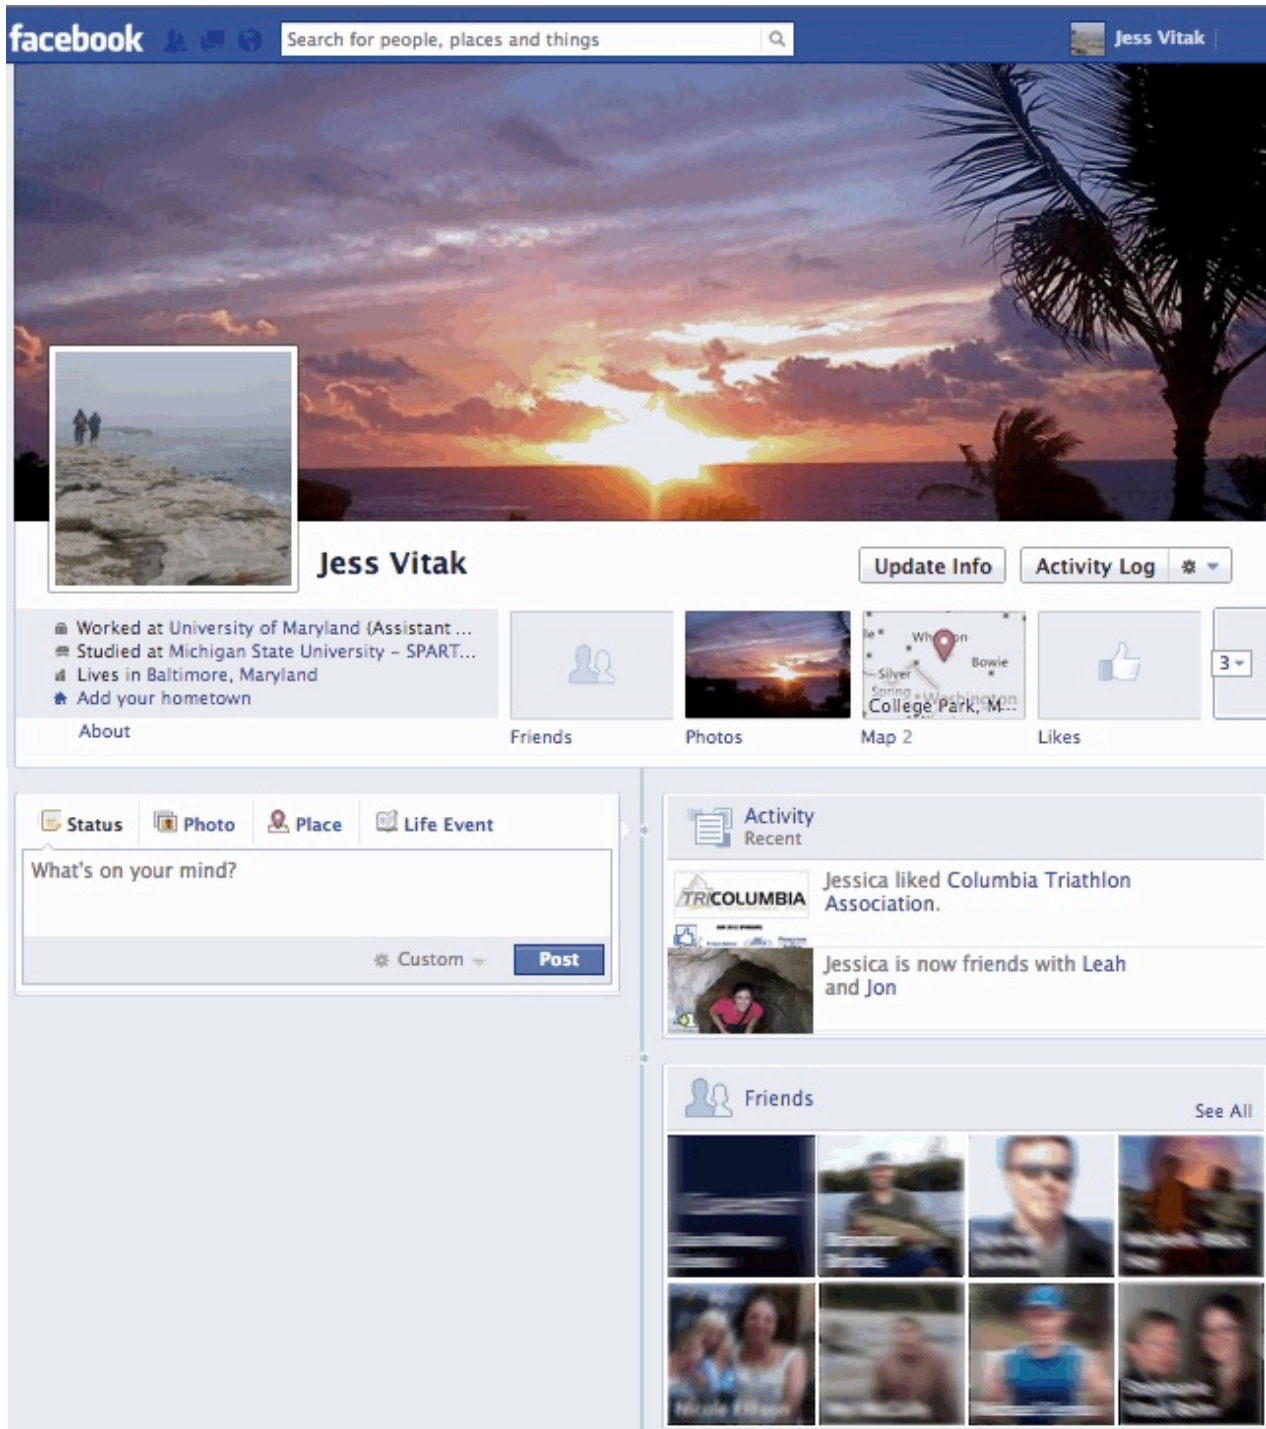 facebook
Search for people, places and things
Jess Vitak
Jess Vitak
Update Info
Activity Log
Worked at University of Maryland (Assistant ...
Studied at Michigan State University – SPART...
Lives in Baltimore, Maryland
Add your hometown
About
Silver
Spring
Bowie
Washington
College Park, M...
3
Friends
Photos
Map 2
Likes
Status
Photo
Place
Life Event
What's on your mind?
Custom
Post
Activity
Recent
TRICOLUMBIA
Jessica liked Columbia Triathlon
Association.
Jessica is now friends with Leah
and Jon
Friends
See All